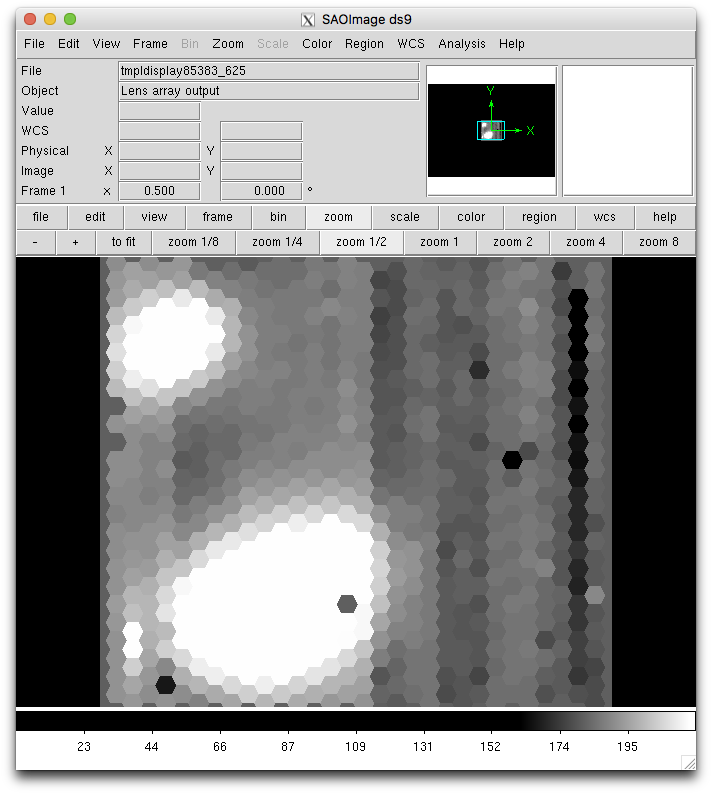 SAOImage ds9
File Edit View Frame Bin Zoom Scale Color Region WCS Analysis Help
File tmpldisplay85383_625
Object Lens array output
Value
WCS
Physical X Y
Image X Y
Frame 1 x 0.500 0.000 °
Y
X
file edit view frame bin zoom scale color region wcs help
- + to fit zoom 1/8 zoom 1/4 zoom 1/2 zoom 1 zoom 2 zoom 4 zoom 8
23 44 66 87 109 131 152 174 195